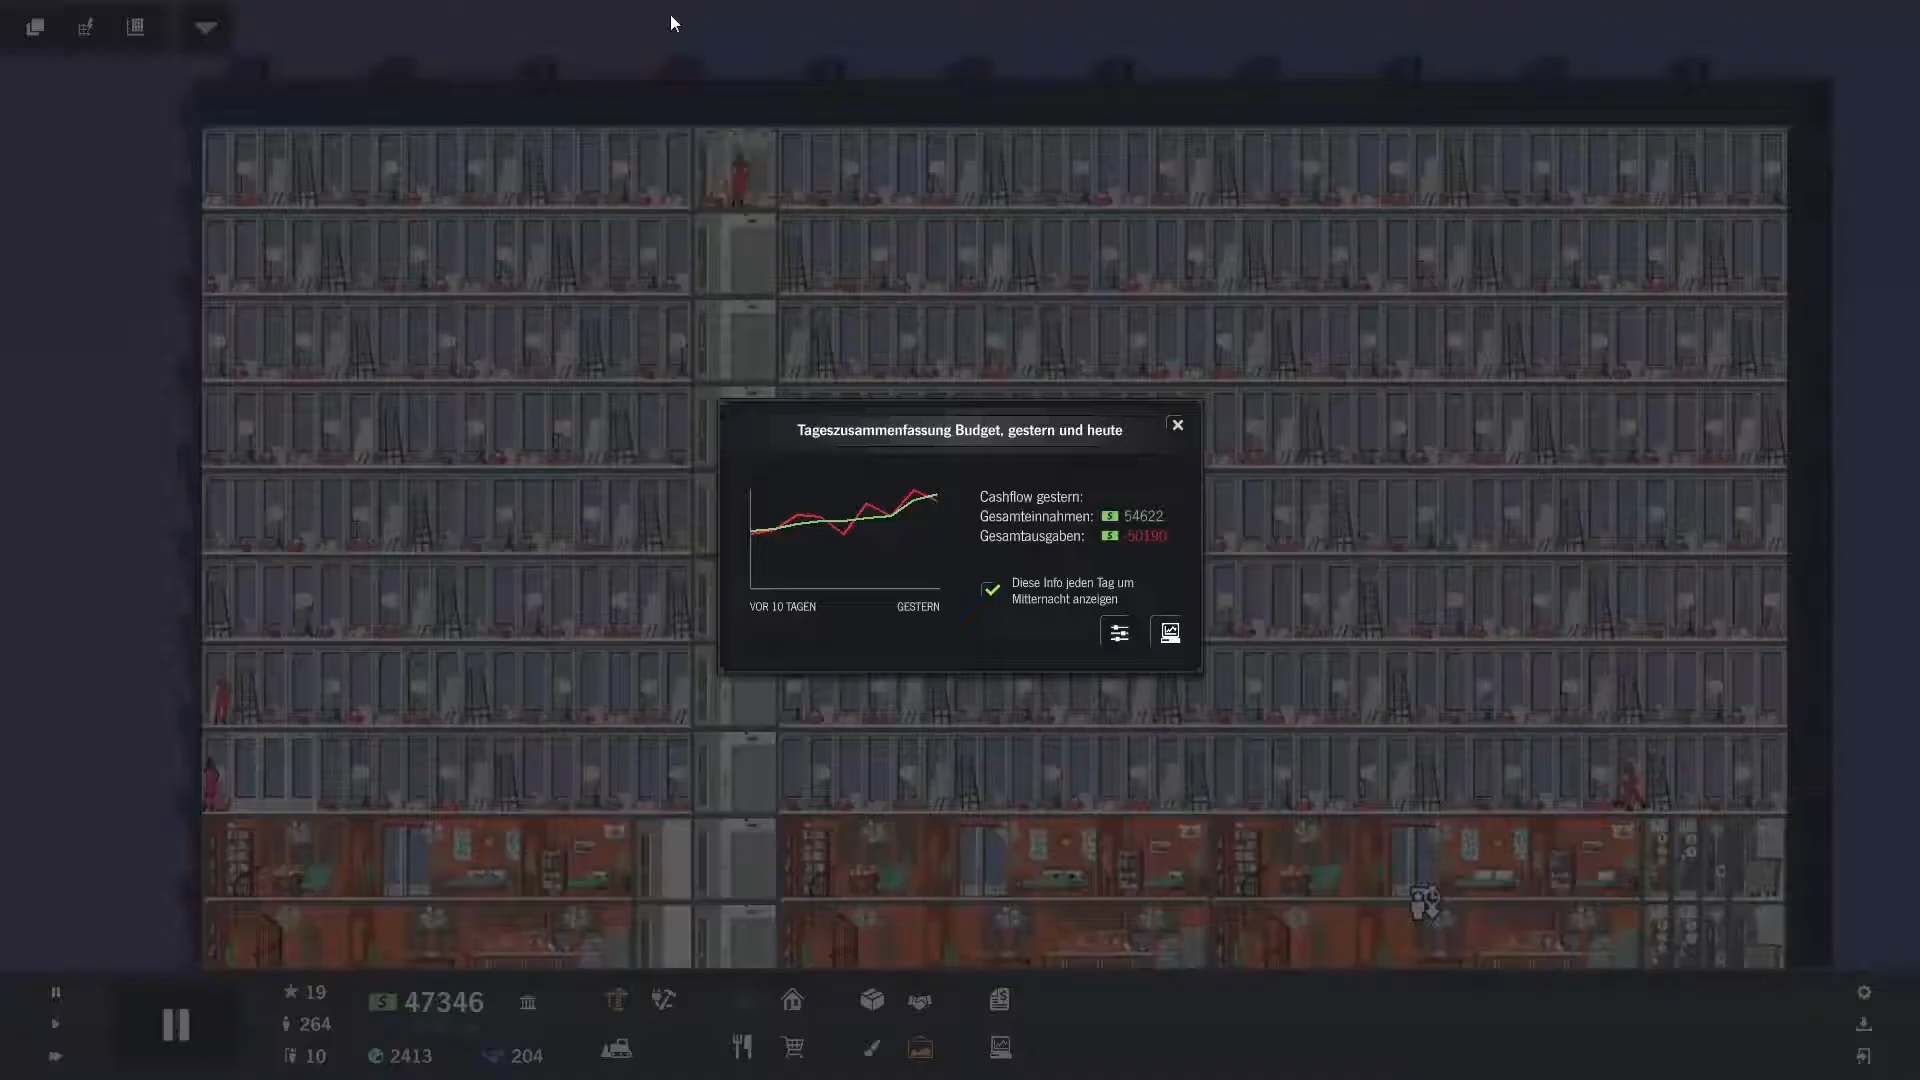 Tageszusammenfassung Budget, gestern und heute
Cashflow gestern:
Gesamteinnahmen: 54622
Gesamtausgaben: -50190
Diese Info jeden Tag um
Mitternacht anzeigen
VOR 10 TAGEN
GESTERN
19
47346
264
10
2413
204